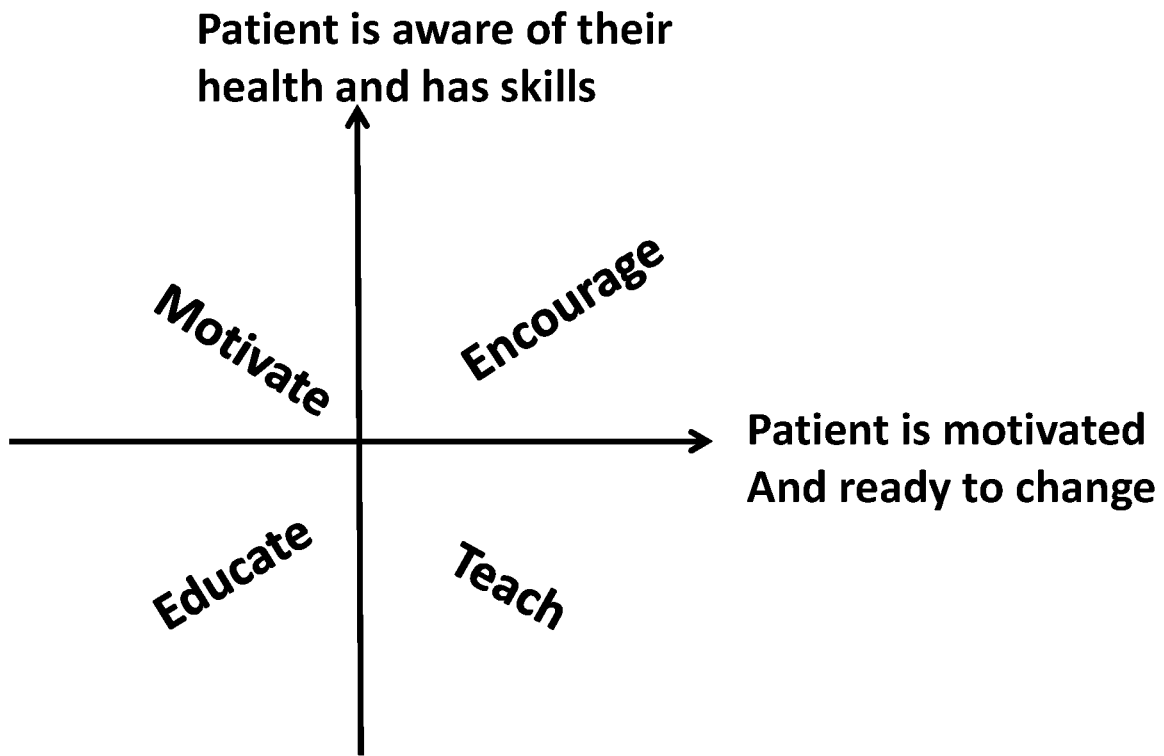 Patient is aware of their
health and has skills
Motivate
Encourage
Patient is motivated
And ready to change
Educate
Teach